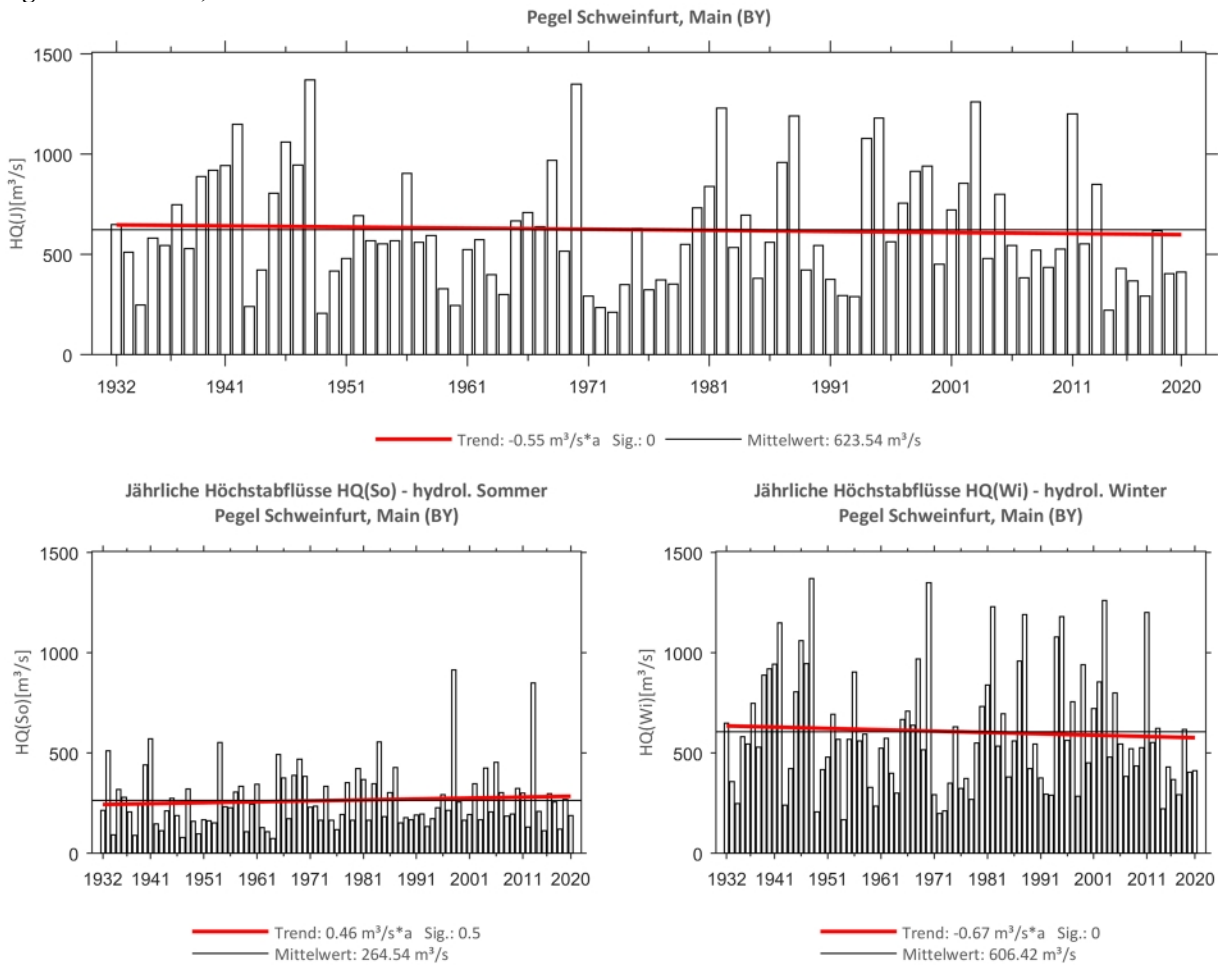 Pegel Schweinfurt, Main (BY)
1500
1000
500
0
HQ(J)[m³/s]
1932 1941 1951 1961 1971 1981 1991 2001 2011 2020
Trend: -0.55 m³/s*a Sig.: 0 Mittelwert: 623.54 m³/s
Jährliche Höchstabflüsse HQ(So) - hydrol. Sommer
Pegel Schweinfurt, Main (BY)
1500
1000
500
0
HQ(So)[m³/s]
1932 1941 1951 1961 1971 1981 1991 2001 2011 2020
Trend: 0.46 m³/s*a Sig.: 0.5
Mittelwert: 264.54 m³/s
Jährliche Höchstabflüsse HQ(Wi) - hydrol. Winter
Pegel Schweinfurt, Main (BY)
1500
1000
500
0
HQ(Wi)[m³/s]
1932 1941 1951 1961 1971 1981 1991 2001 2011 2020
Trend: -0.67 m³/s*a Sig.: 0
Mittelwert: 606.42 m³/s